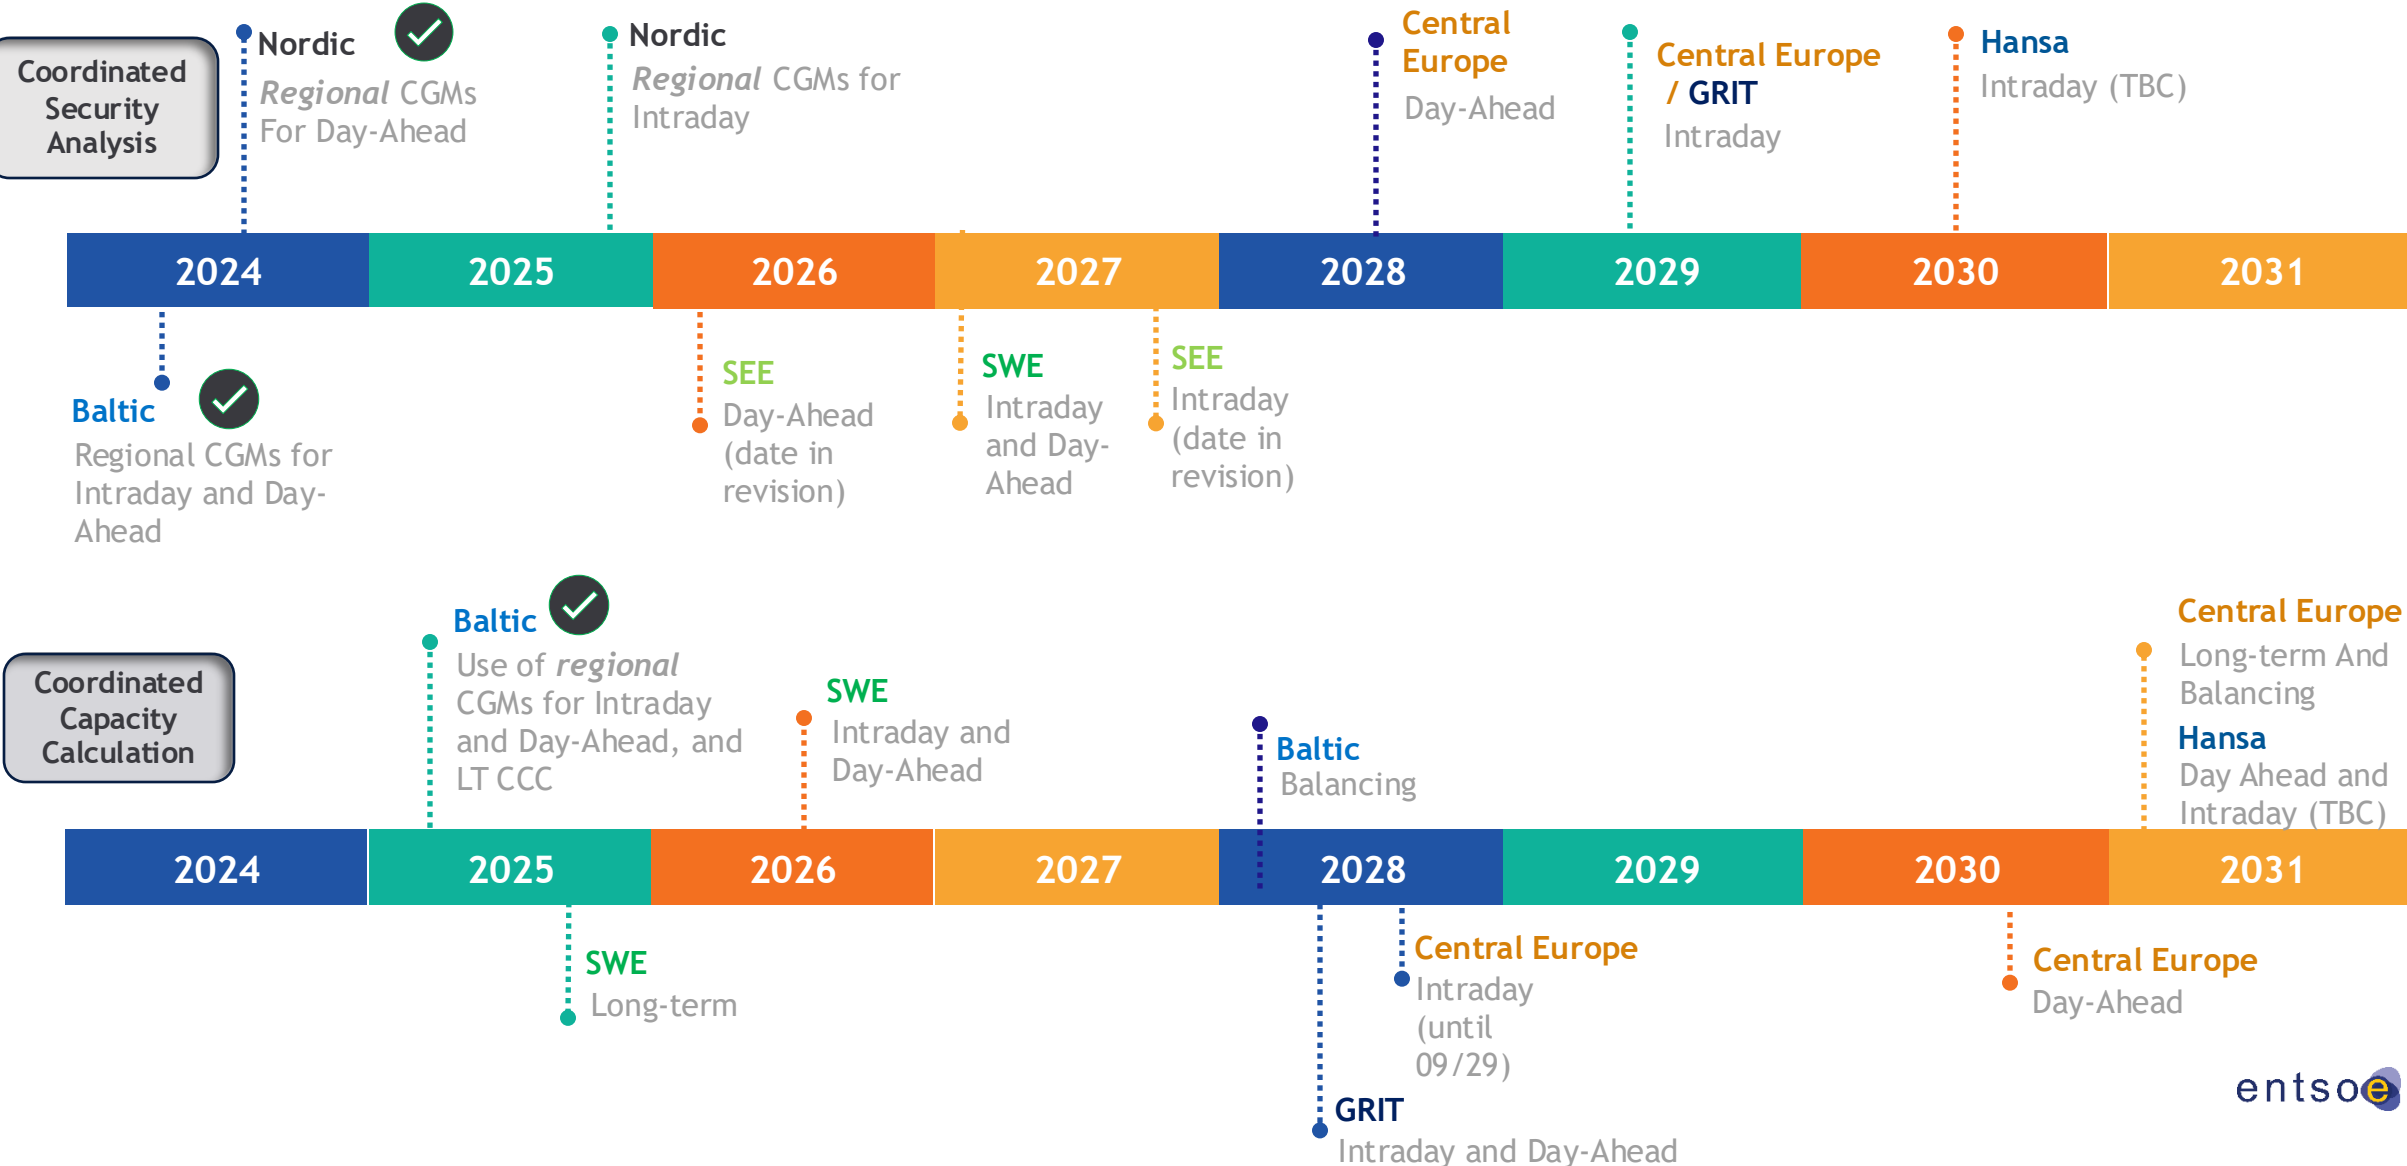 Coordinated
Security
Analysis
Nordic
Regional CGMs
For Day-Ahead
Nordic
Regional CGMs for
Intraday
Central
Europe
Day-Ahead
Central Europe
/ GRIT
Intraday
Hansa
Intraday (TBC)
2024
2025
2026
2027
2028
2029
2030
2031
Baltic
Regional CGMs for
Intraday and Day-
Ahead
SEE
Day-Ahead
(date in
revision)
SWE
Intraday
and Day-
Ahead
SEE
Intraday
(date in
revision)
Coordinated
Capacity
Calculation
Baltic
Use of regional
CGMs for Intraday
and Day-Ahead, and
LT CCC
SWE
Intraday and
Day-Ahead
Baltic
Balancing
Central Europe
Long-term And
Balancing
Hansa
Day Ahead and
Intraday (TBC)
2024
2025
2026
2027
2028
2029
2030
2031
SWE
Long-term
Central Europe
Intraday
(until
09/29)
GRIT
Intraday and Day-Ahead
Central Europe
Day-Ahead
entsoe